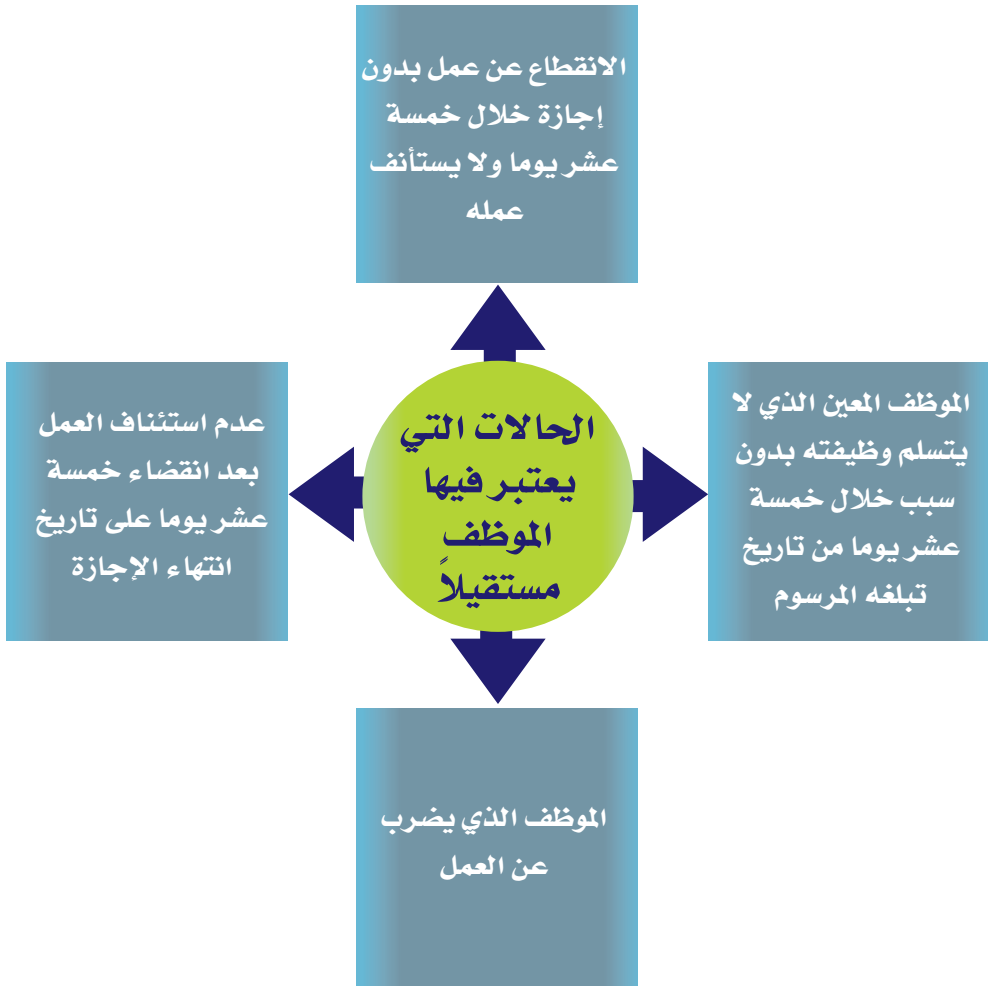 الانقطاع عن عمل بدون
إجازة خلال خمسة
عشر يوما ولا يستأنف
عمله
الموظف المعين الذي لا
يتسلم وظيفته بدون
سبب خلال خمسة
عشر يوما من تاريخ
تبلغه المرسوم
الحالات التي
يعتبر فيها
الموظف
مستقيلاً
عدم استئناف العمل
بعد انقضاء خمسة
عشر يوما على تاريخ
انتهاء الإجازة
الموظف الذي يضرب
عن العمل